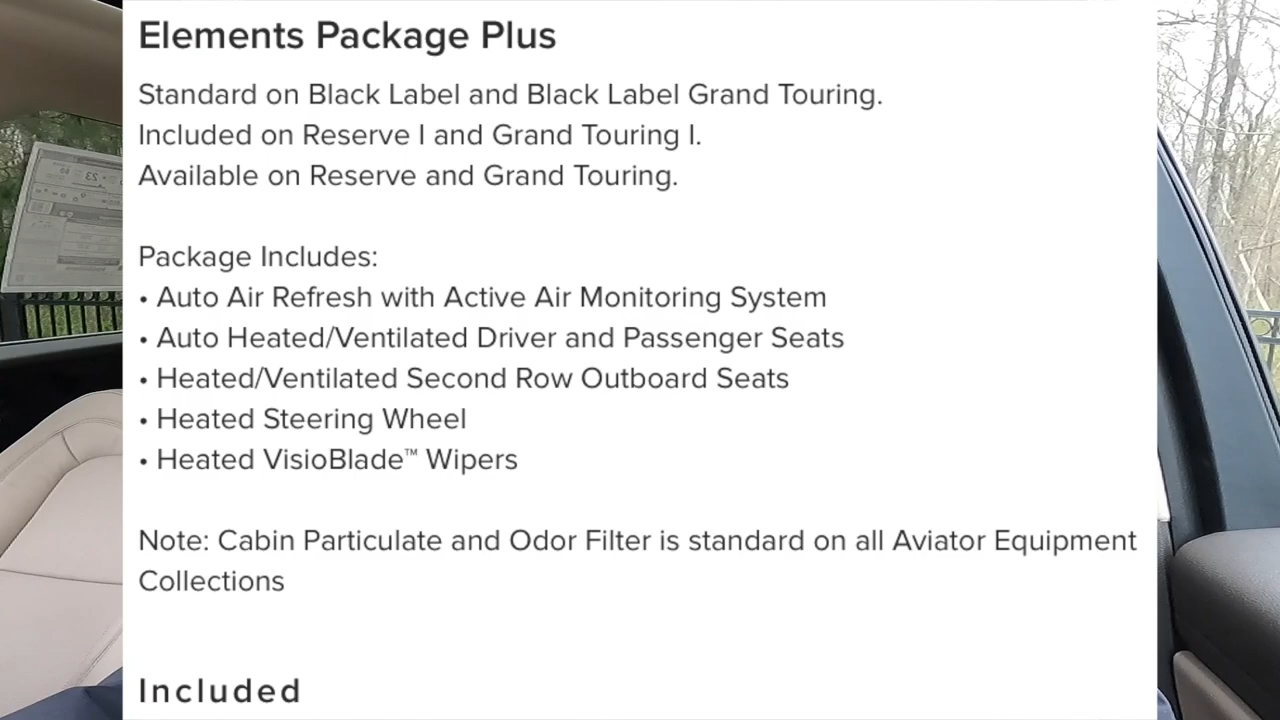 Elements Package Plus
Standard on Black Label and Black Label Grand Touring.
Included on Reserve I and Grand Touring I.
Available on Reserve and Grand Touring.
Package Includes:
• Auto Air Refresh with Active Air Monitoring System
• Auto Heated/Ventilated Driver and Passenger Seats
• Heated/Ventilated Second Row Outboard Seats
• Heated Steering Wheel
• Heated VisioBlade™ Wipers
Note: Cabin Particulate and Odor Filter is standard on all Aviator Equipment
Collections
Included